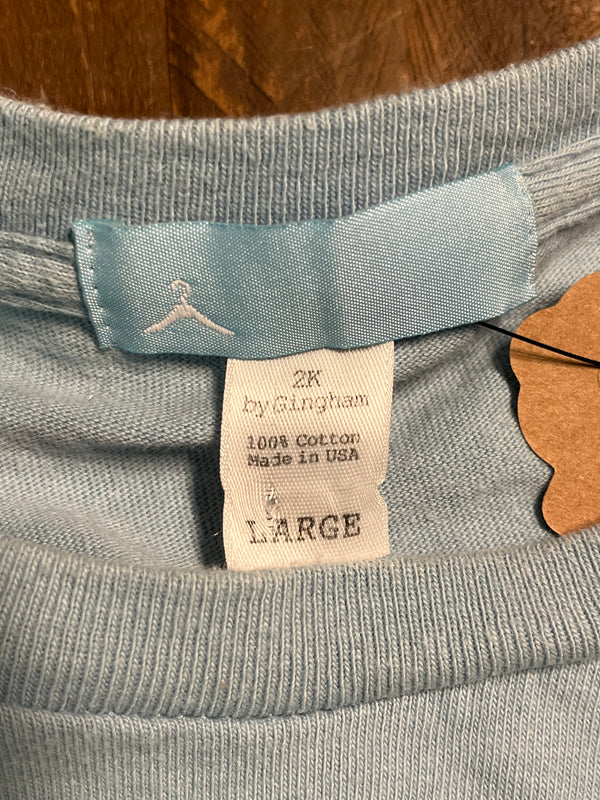 2K
by Gingham
100% Cotton
Made in USA
LARGE